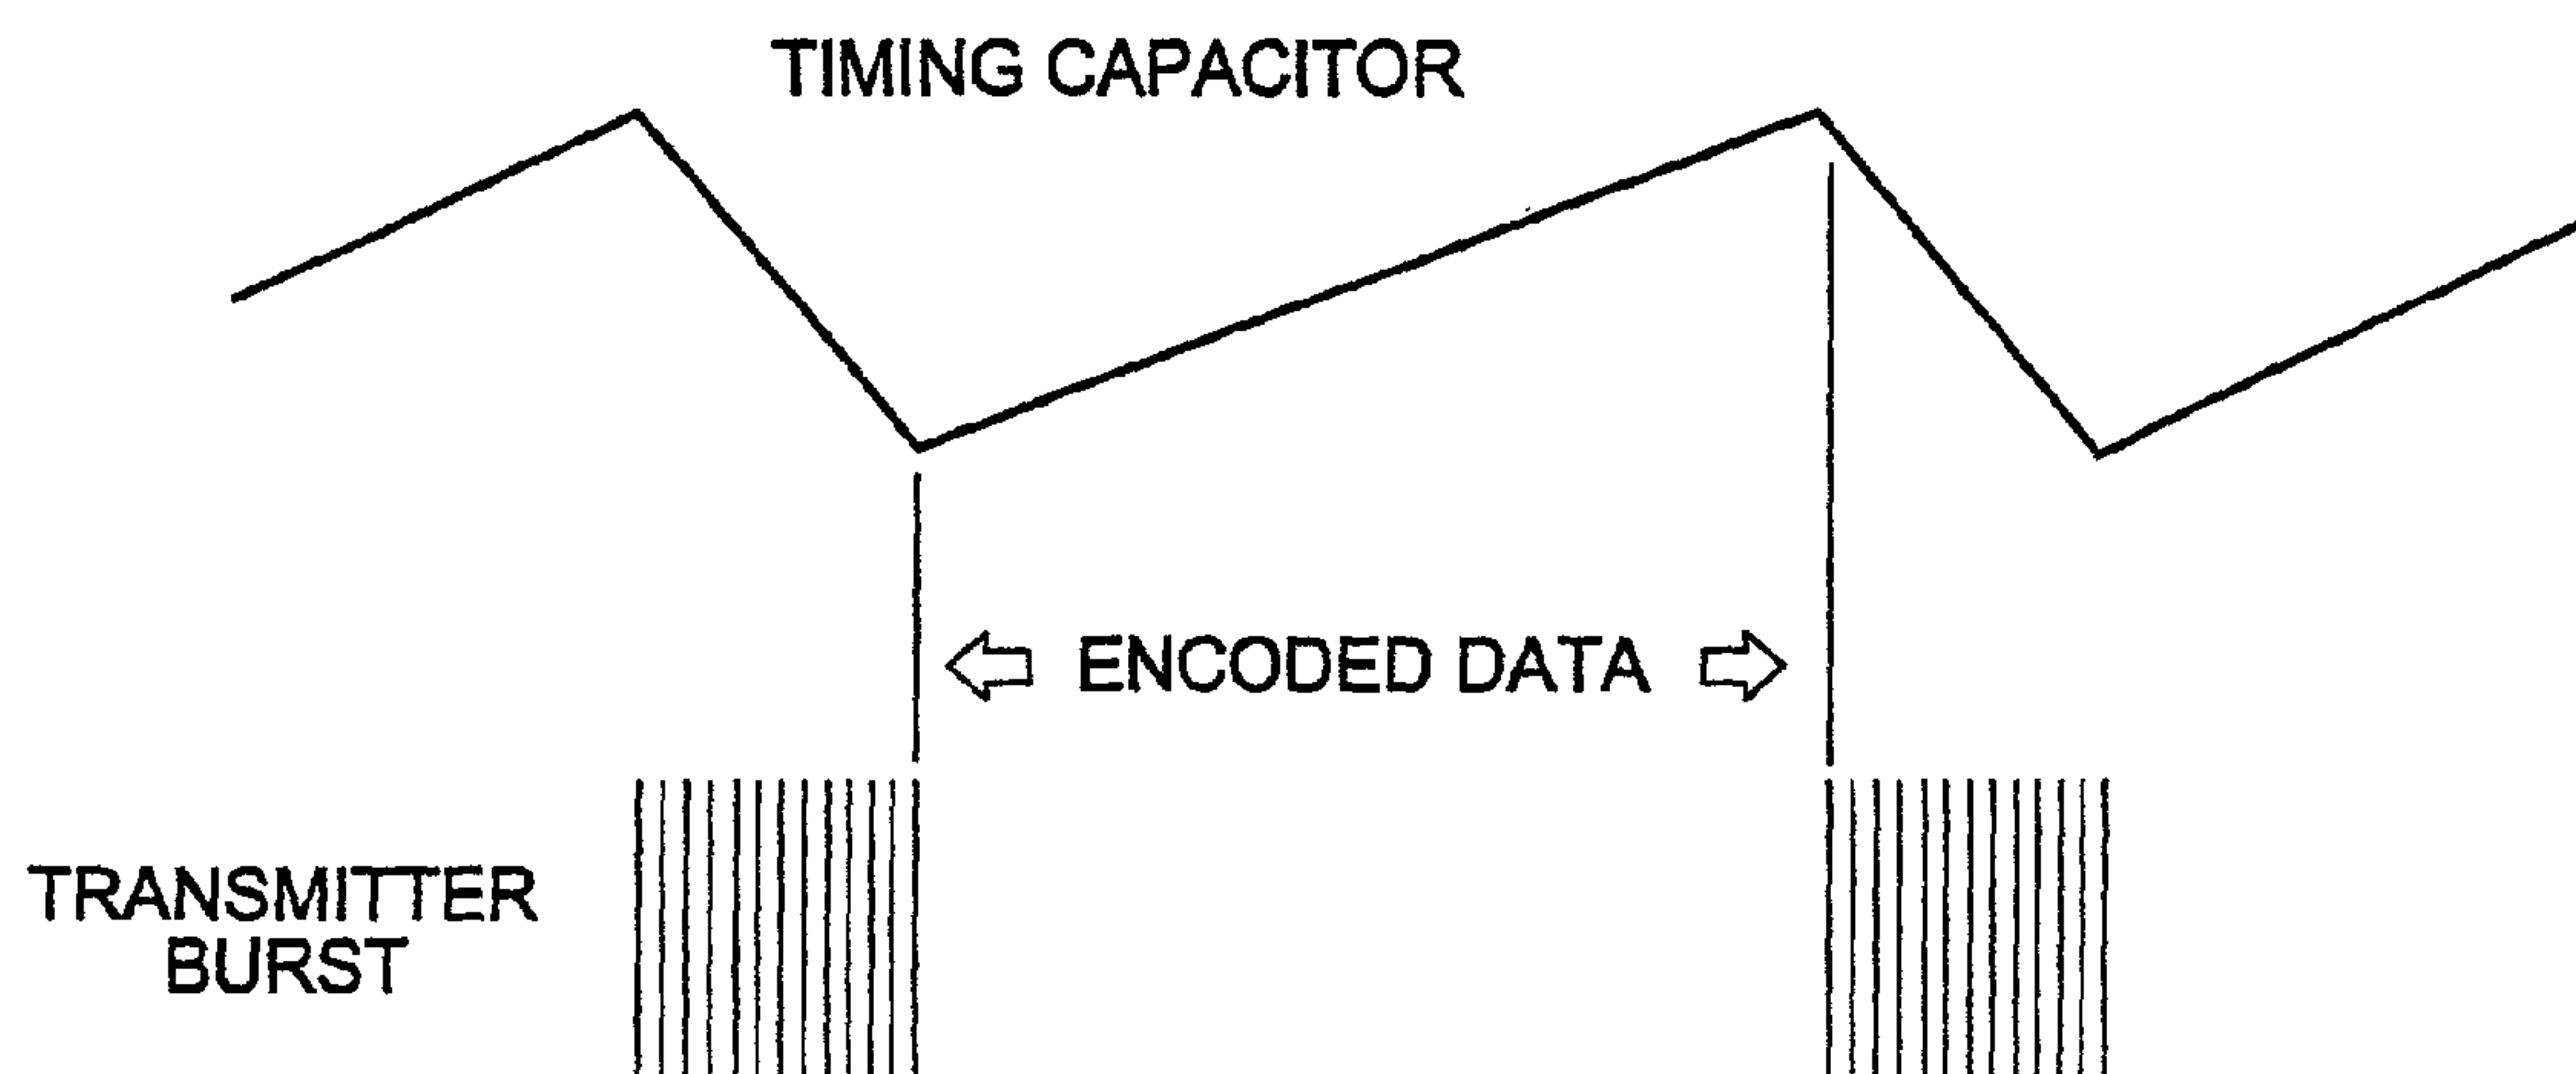 TIMING CAPACITOR
ENCODED DATA
TRANSMITTER
BURST